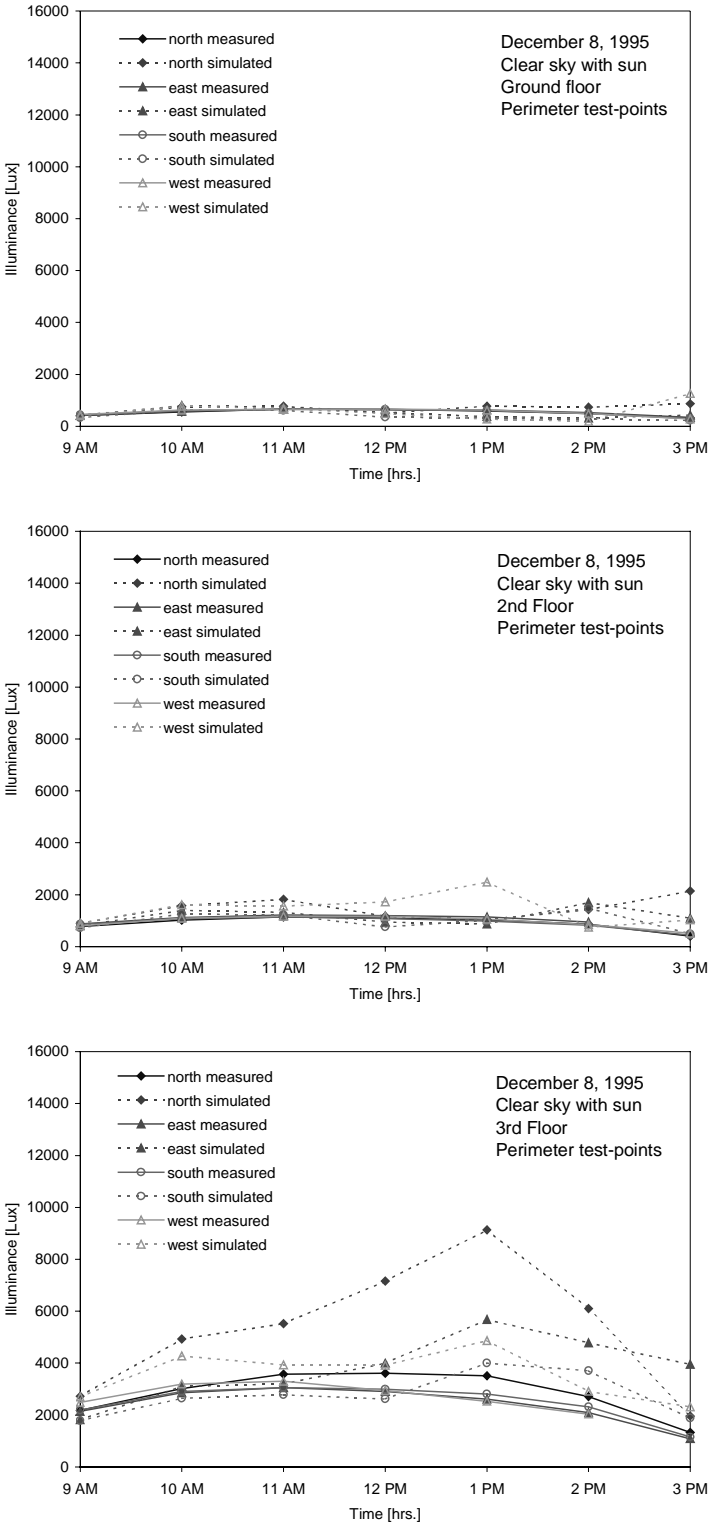 16000
14000
12000
10000
8000
6000
4000
2000
0
Illuminance [Lux]
north measured
north simulated
east measured
east simulated
south measured
south simulated
west measured
west simulated
December 8, 1995
Clear sky with sun
Ground floor
Perimeter test-points
9 AM 10 AM 11 AM 12 PM 1 PM 2 PM 3 PM
Time [hrs.]
16000
14000
12000
10000
8000
6000
4000
2000
0
Illuminance [Lux]
north measured
north simulated
east measured
east simulated
south measured
south simulated
west measured
west simulated
December 8, 1995
Clear sky with sun
2nd Floor
Perimeter test-points
9 AM 10 AM 11 AM 12 PM 1 PM 2 PM 3 PM
Time [hrs.]
16000
14000
12000
10000
8000
6000
4000
2000
0
Illuminance [Lux]
north measured
north simulated
east measured
east simulated
south measured
south simulated
west measured
west simulated
December 8, 1995
Clear sky with sun
3rd Floor
Perimeter test-points
9 AM 10 AM 11 AM 12 PM 1 PM 2 PM 3 PM
Time [hrs.]